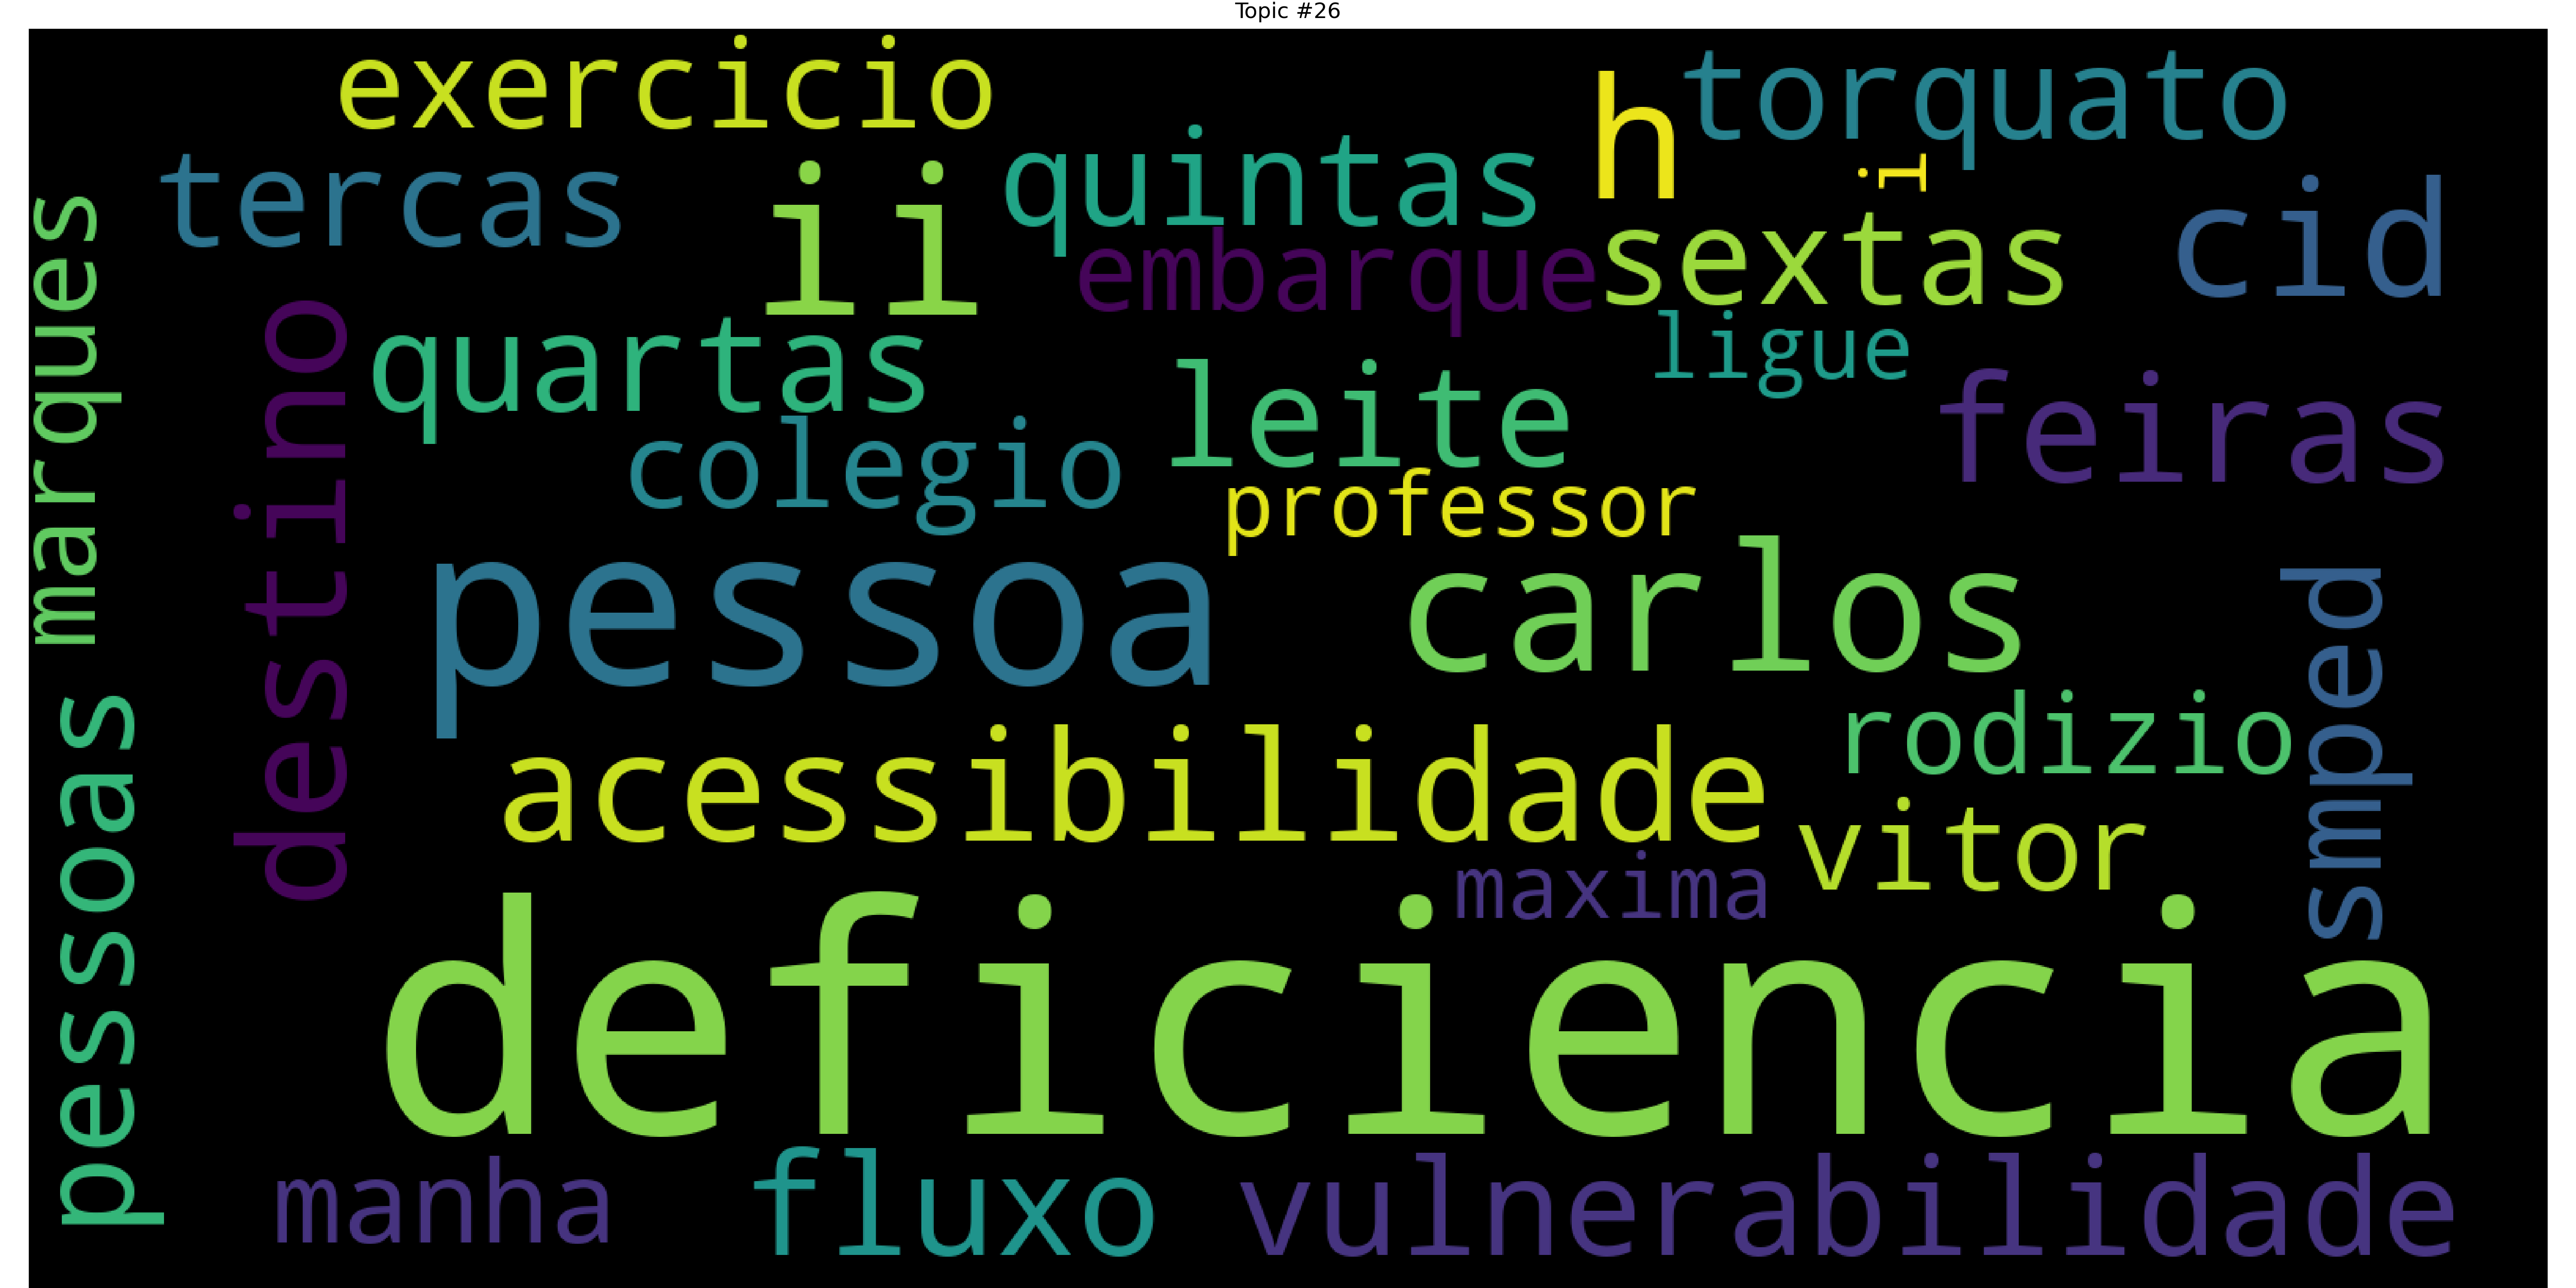 Topic #26
exercicio
h
torquato
tercas
ii
quintas
i
cid
marques
embarque
sextas
destino
quartas
ligue
leite
feiras
colegio
professor
pessoa
carlos
smped
pessoas
acessibilidade
rodizio
vitor
maxima
deficiencia
manha
fluxo
vulnerabilidade